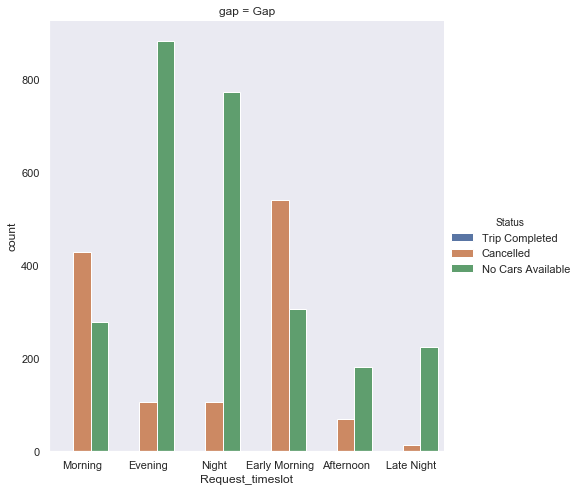 gap = Gap
800
600
400
200
0
count
Morning
Evening
Night
Early Morning
Afternoon
Late Night
Request_timeslot
Status
Trip Completed
Cancelled
No Cars Available